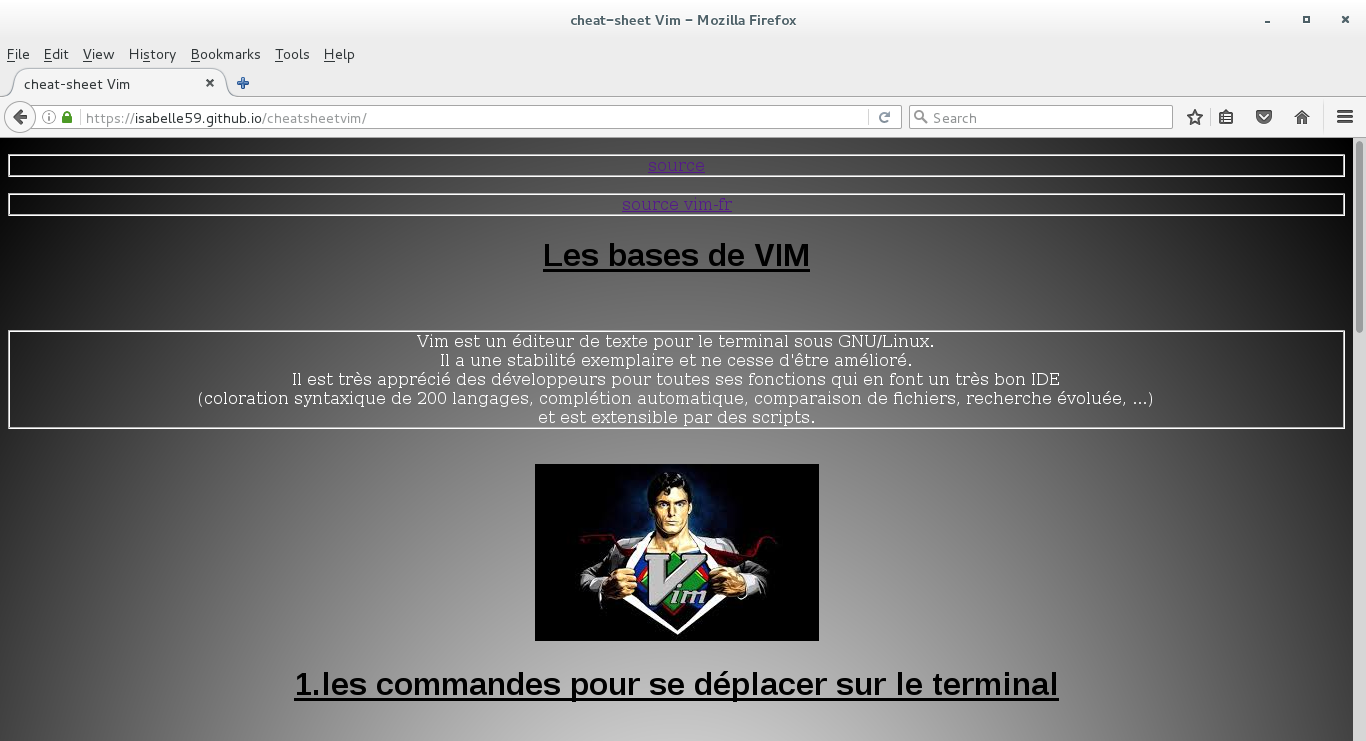 cheat-sheet Vim - Mozilla Firefox
File Edit View History Bookmarks Tools Help
cheat-sheet Vim
https://isabelle59.github.io/cheatsheetvim/
Search
source
source vim-fr
Les bases de VIM
Vim est un éditeur de texte pour le terminal sous GNU/Linux.
Il a une stabilité exemplaire et ne cesse d'être amélioré.
Il est très apprécié des développeurs pour toutes ses fonctions qui en font un très bon IDE
(coloration syntaxique de 200 langages, complétion automatique, comparaison de fichiers, recherche évoluée, ...)
et est extensible par des scripts.
Vim
1.les commandes pour se déplacer sur le terminal